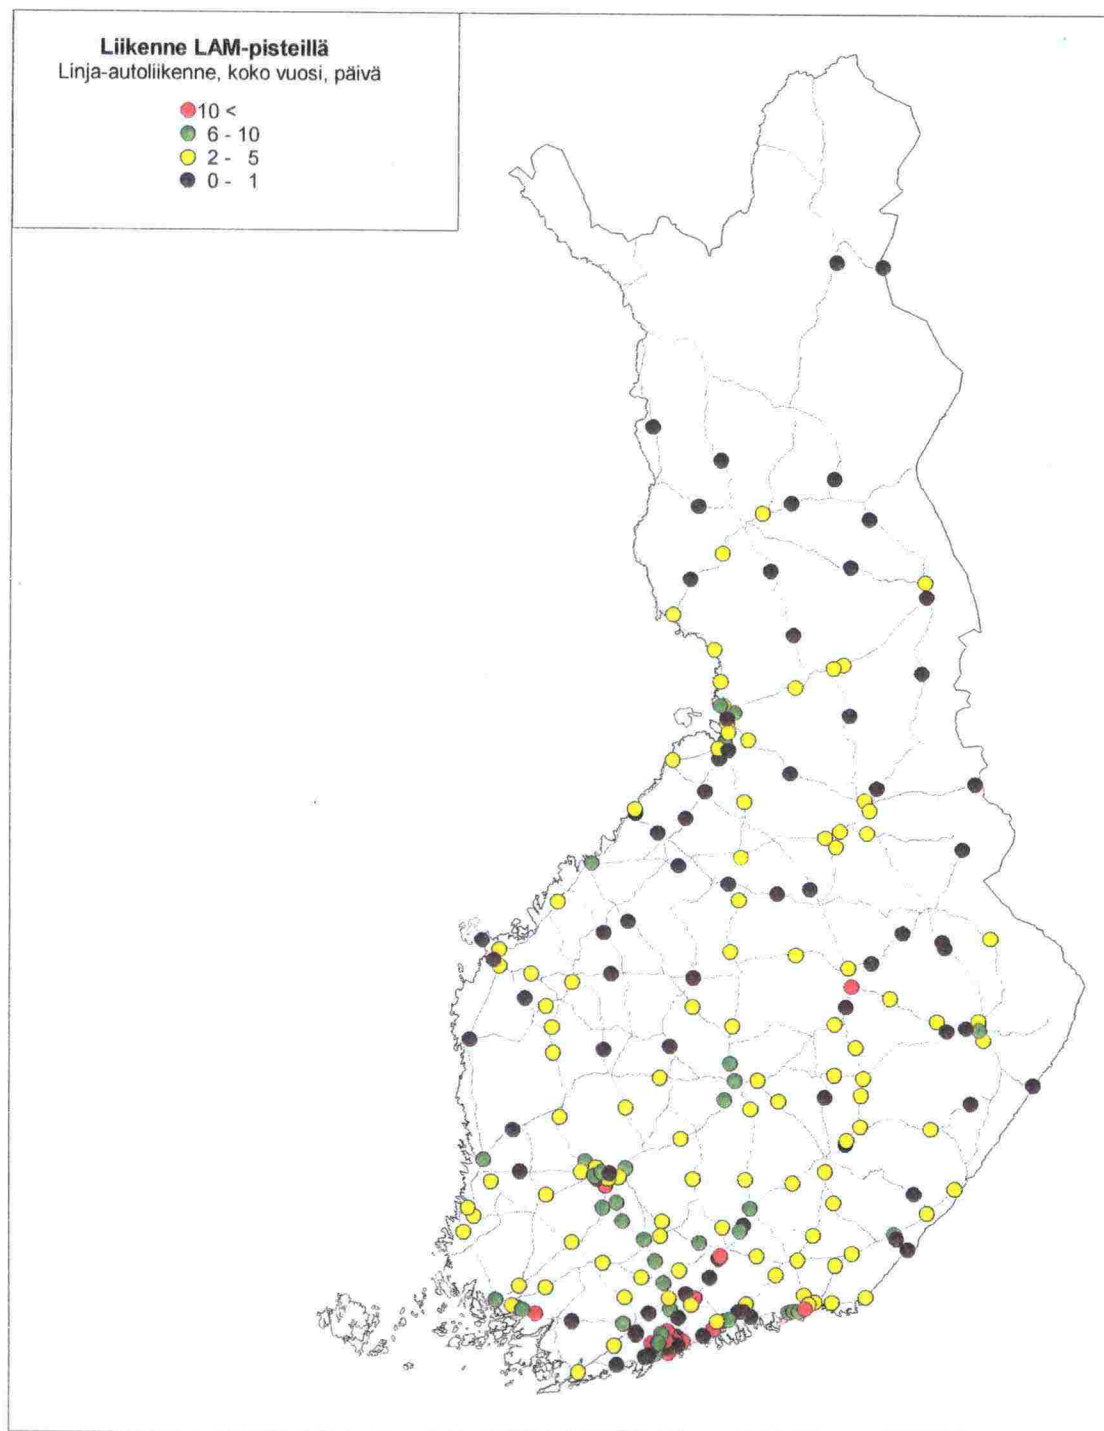 Liikenne LAM-pisteillä
Linja-autoliikenne, koko vuosi, päivä
10 <
6 - 10
2 - 5
0 - 1